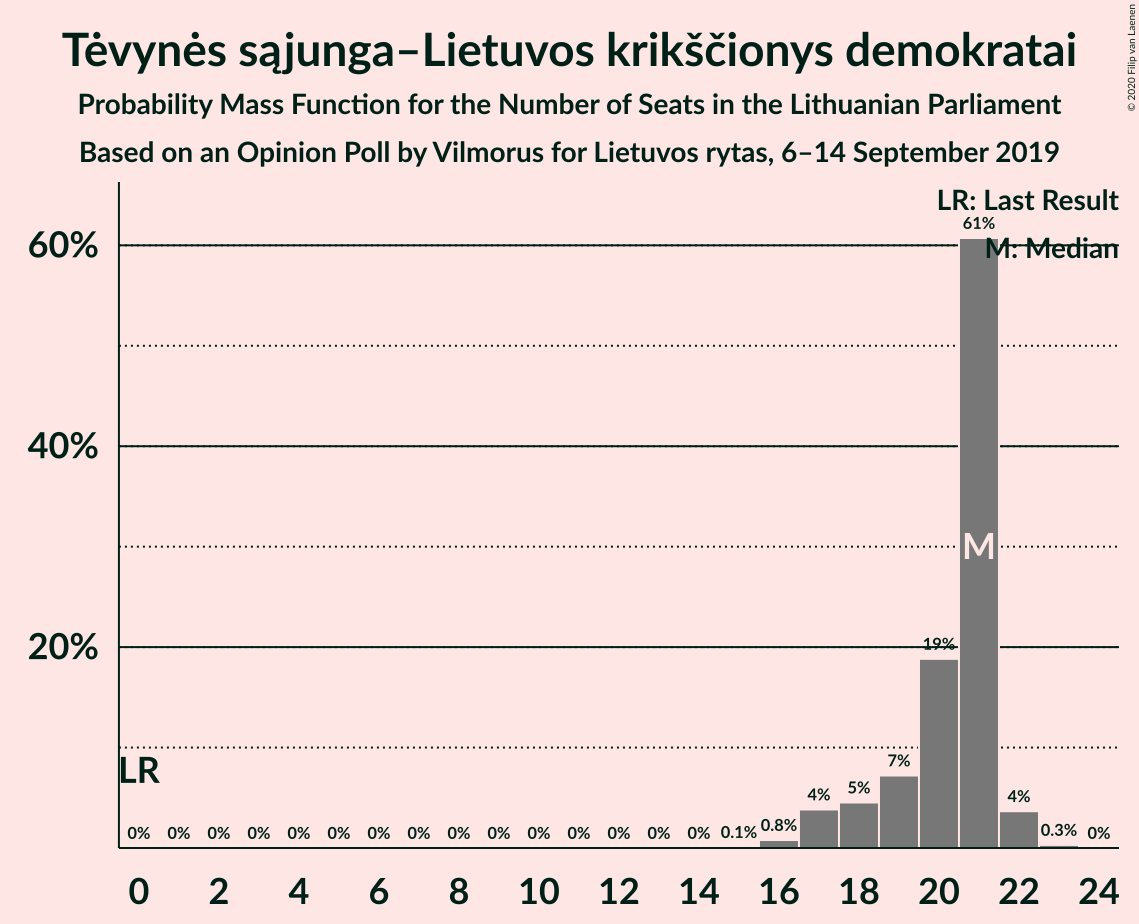 Tėvynės sąjunga–Lietuvos krikščionys demokratai
Probability Mass Function for the Number of Seats in the Lithuanian Parliament
Based on an Opinion Poll by Vilmorus for Lietuvos rytas, 6–14 September 2019
© 2020 Filip van Laenen
LR: Last Result
M: Median
61%
60%
40%
M
20%
19%
LR
0% 0% 0% 0% 0% 0% 0% 0% 0% 0% 0% 0% 0% 0% 0% 0.1% 0.8% 4% 5% 7% 4% 0.3% 0%
0 2 4 6 8 10 12 14 16 18 20 22 24